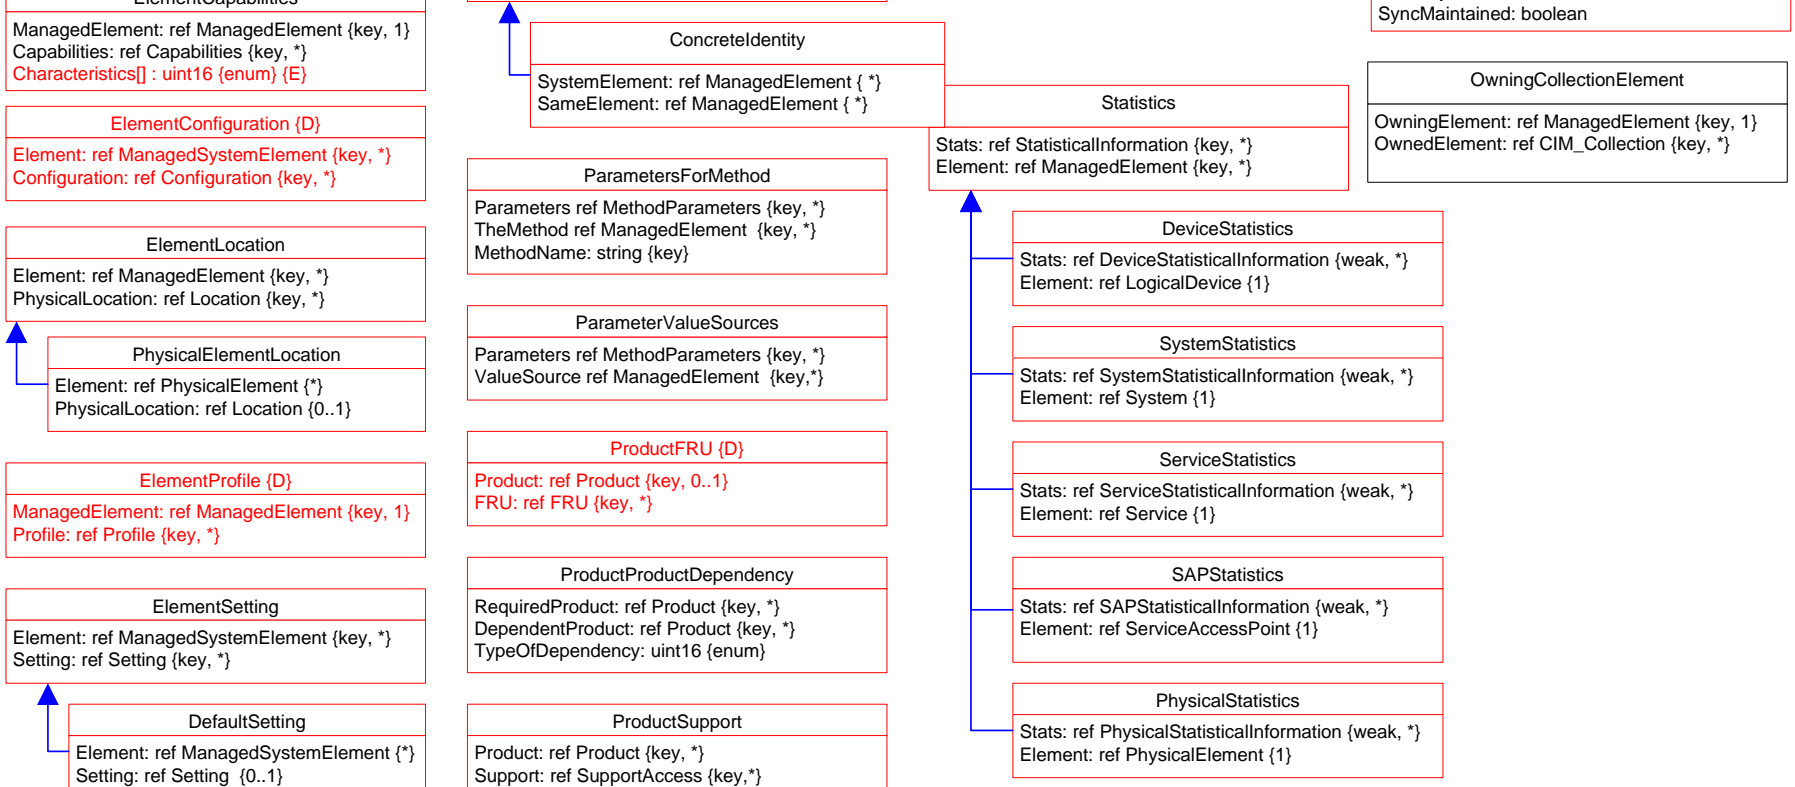 ElementCapabilities
ManagedElement: ref ManagedElement {key, 1}
Capabilities: ref Capabilities {key, *}
Characteristics[] : uint16 {enum} {E}
ElementConfiguration {D}
Element: ref ManagedSystemElement {key, *}
Configuration: ref Configuration {key, *}
ElementLocation
Element: ref ManagedElement {key, *}
PhysicalLocation: ref Location {key, *}
PhysicalElementLocation
Element: ref PhysicalElement {*}
PhysicalLocation: ref Location {0..1}
ElementProfile {D}
ManagedElement: ref ManagedElement {key, 1}
Profile: ref Profile {key, *}
ElementSetting
Element: ref ManagedSystemElement {key, *}
Setting: ref Setting {key, *}
DefaultSetting
Element: ref ManagedSystemElement {*}
Setting: ref Setting  {0..1}
ConcreteIdentity
SystemElement: ref ManagedElement { *}
SameElement: ref ManagedElement { *}
ParametersForMethod
Parameters ref MethodParameters {key, *}
TheMethod ref ManagedElement  {key, *}
MethodName: string {key}
ParameterValueSources
Parameters ref MethodParameters {key, *}
ValueSource ref ManagedElement  {key,*}
ProductFRU {D}
Product: ref Product {key, 0..1}
FRU: ref FRU {key, *}
ProductProductDependency
RequiredProduct: ref Product {key, *}
DependentProduct: ref Product {key, *}
TypeOfDependency: uint16 {enum}
ProductSupport
Product: ref Product {key, *}
Support: ref SupportAccess {key,*}
Statistics
Stats: ref StatisticalInformation {key, *}
Element: ref ManagedElement {key, *}
DeviceStatistics
Stats: ref DeviceStatisticalInformation {weak, *}
Element: ref LogicalDevice {1}
SystemStatistics
Stats: ref SystemStatisticalInformation {weak, *}
Element: ref System {1}
ServiceStatistics
Stats: ref ServiceStatisticalInformation {weak, *}
Element: ref Service {1}
SAPStatistics
Stats: ref SAPStatisticalInformation {weak, *}
Element: ref ServiceAccessPoint {1}
PhysicalStatistics
Stats: ref PhysicalStatisticalInformation {weak, *}
Element: ref PhysicalElement {1}
SyncMaintained: boolean
OwningCollectionElement
OwningElement: ref ManagedElement {key, 1}
OwnedElement: ref CIM_Collection {key, *}